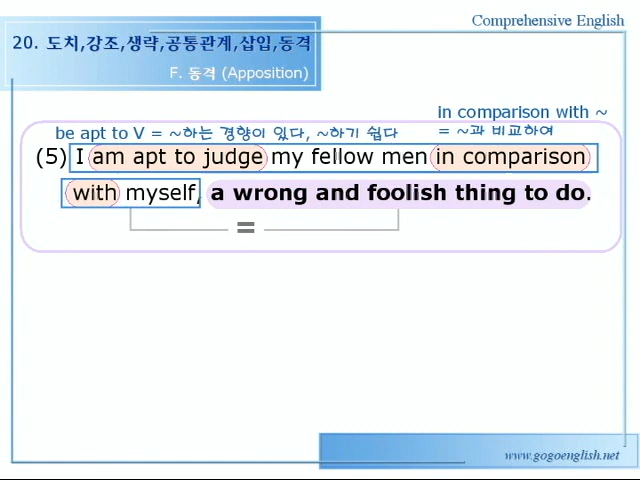 Comprehensive English
20. 도치,강조,생략,공통관계,삽입,동격
F. 동격 (Apposition)
in comparison with ~
be apt to V = ~하는 경향이 있다, ~하기 쉽다
= ~과 비교하여
(5) I am apt to judge my fellow men in comparison
with myself, a wrong and foolish thing to do.
=
www.gogoenglish.net